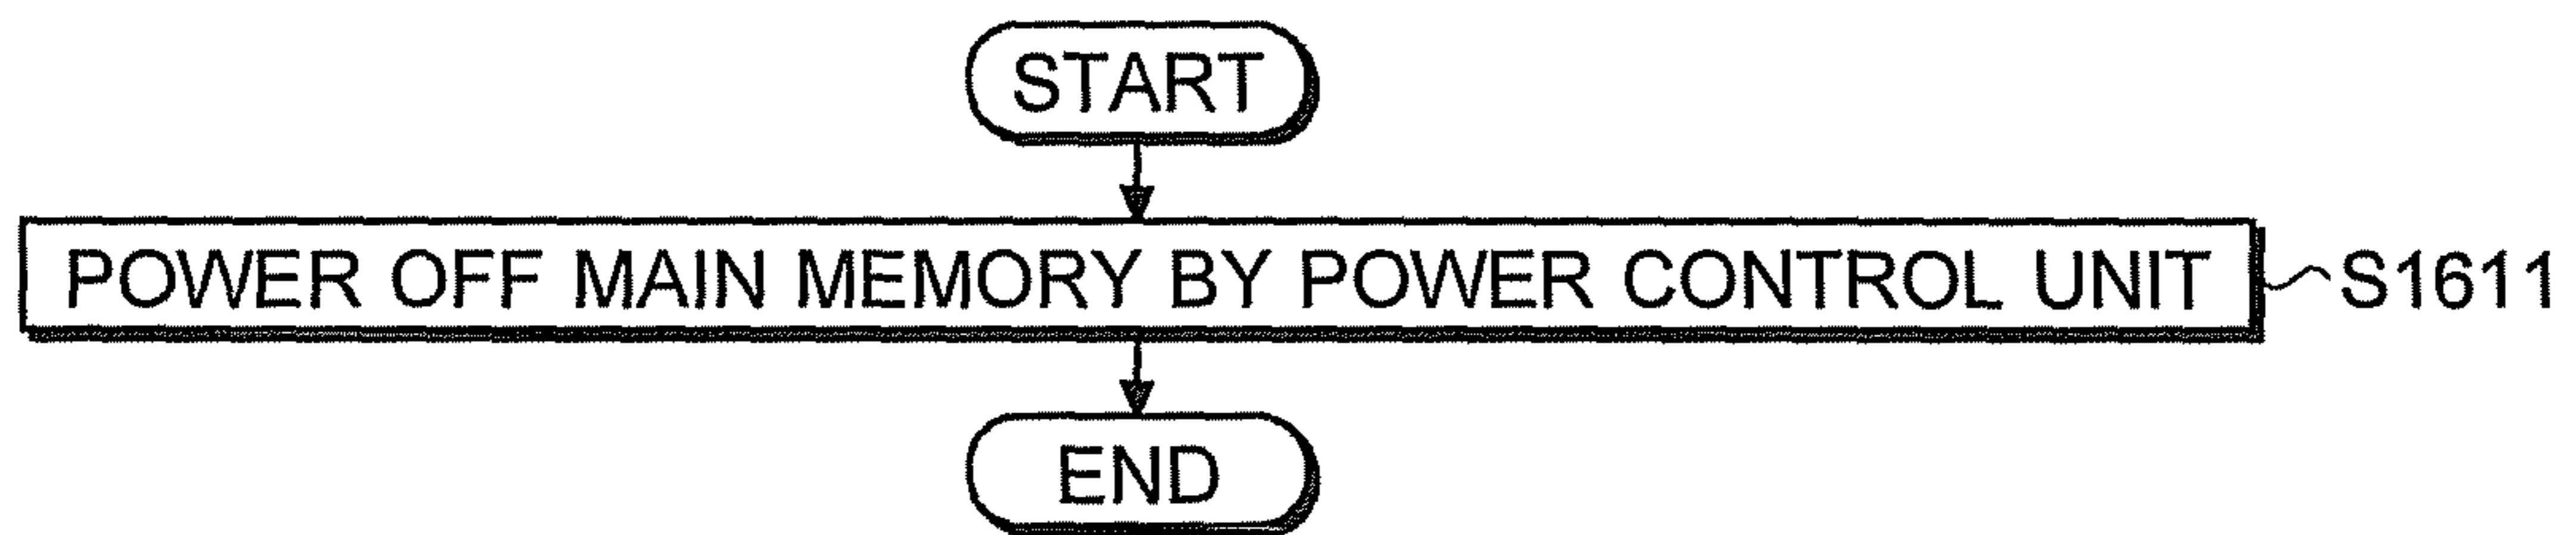 START
POWER OFF MAIN MEMORY BY POWER CONTROL UNIT S1611
END